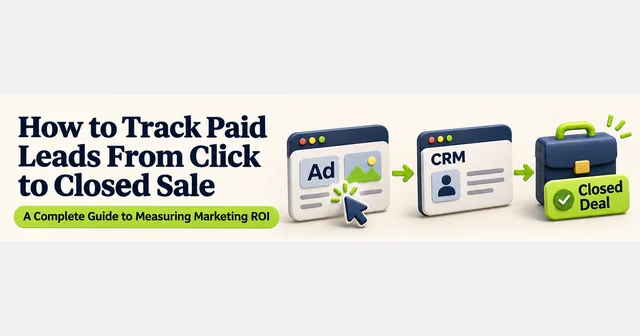 How to Track Paid
Leads From Click
to Closed Sale
A Complete Guide to Measuring Marketing ROI
Ad
CRM
Closed
Deal